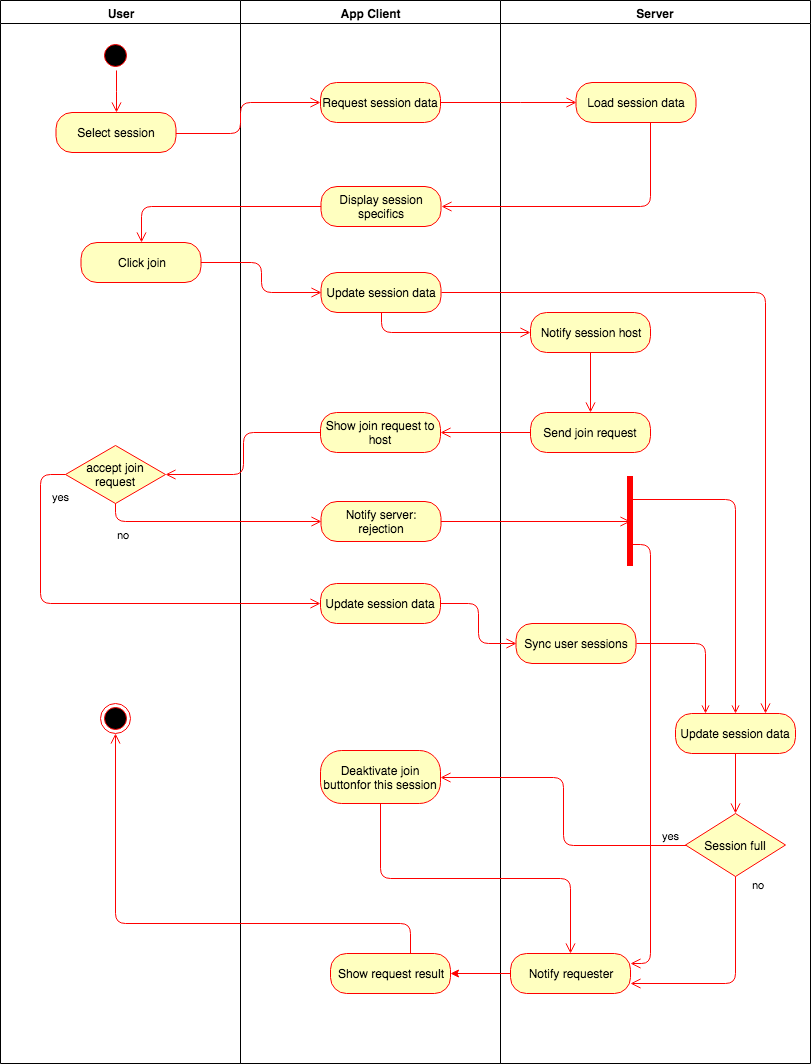 User
App Client
Server
Request session data
Load session data
Select session
Display session
specifics
Click join
Update session data
Notify session host
Show join request to
host
Send join request
accept join
request
yes
no
Notify server:
rejection
Update session data
Sync user sessions
Update session data
Deaktivate join
buttonfor this session
yes
Session full
no
Show request result
Notify requester